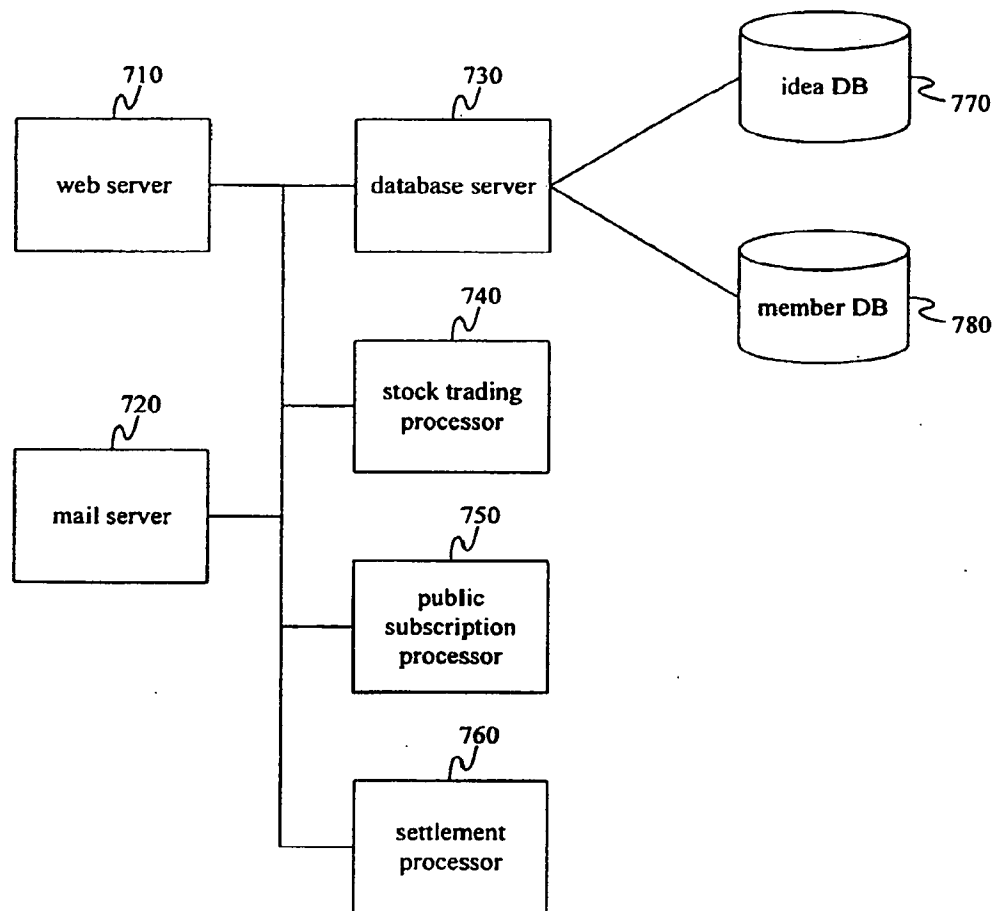 710
web server
730
database server
idea DB
770
member DB
780
740
stock trading
processor
720
mail server
750
public
subscription
processor
760
settlement
processor